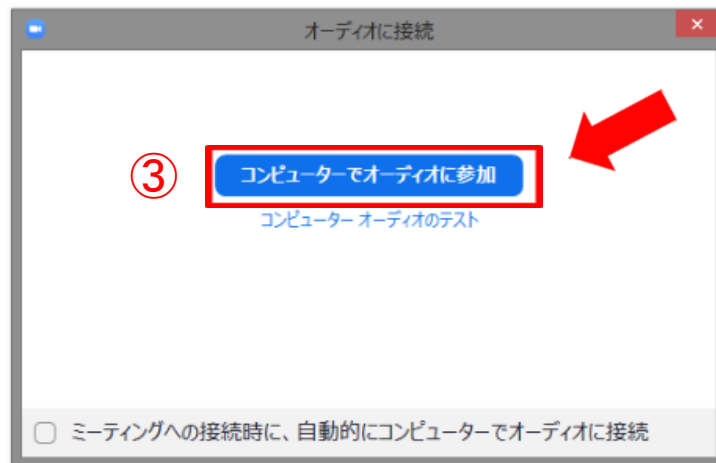 オーディオに接続
③
コンピューターでオーディオに参加
コンピューター オーディオのテスト
ミーティングへの接続時に、自動的にコンピューターでオーディオに接続